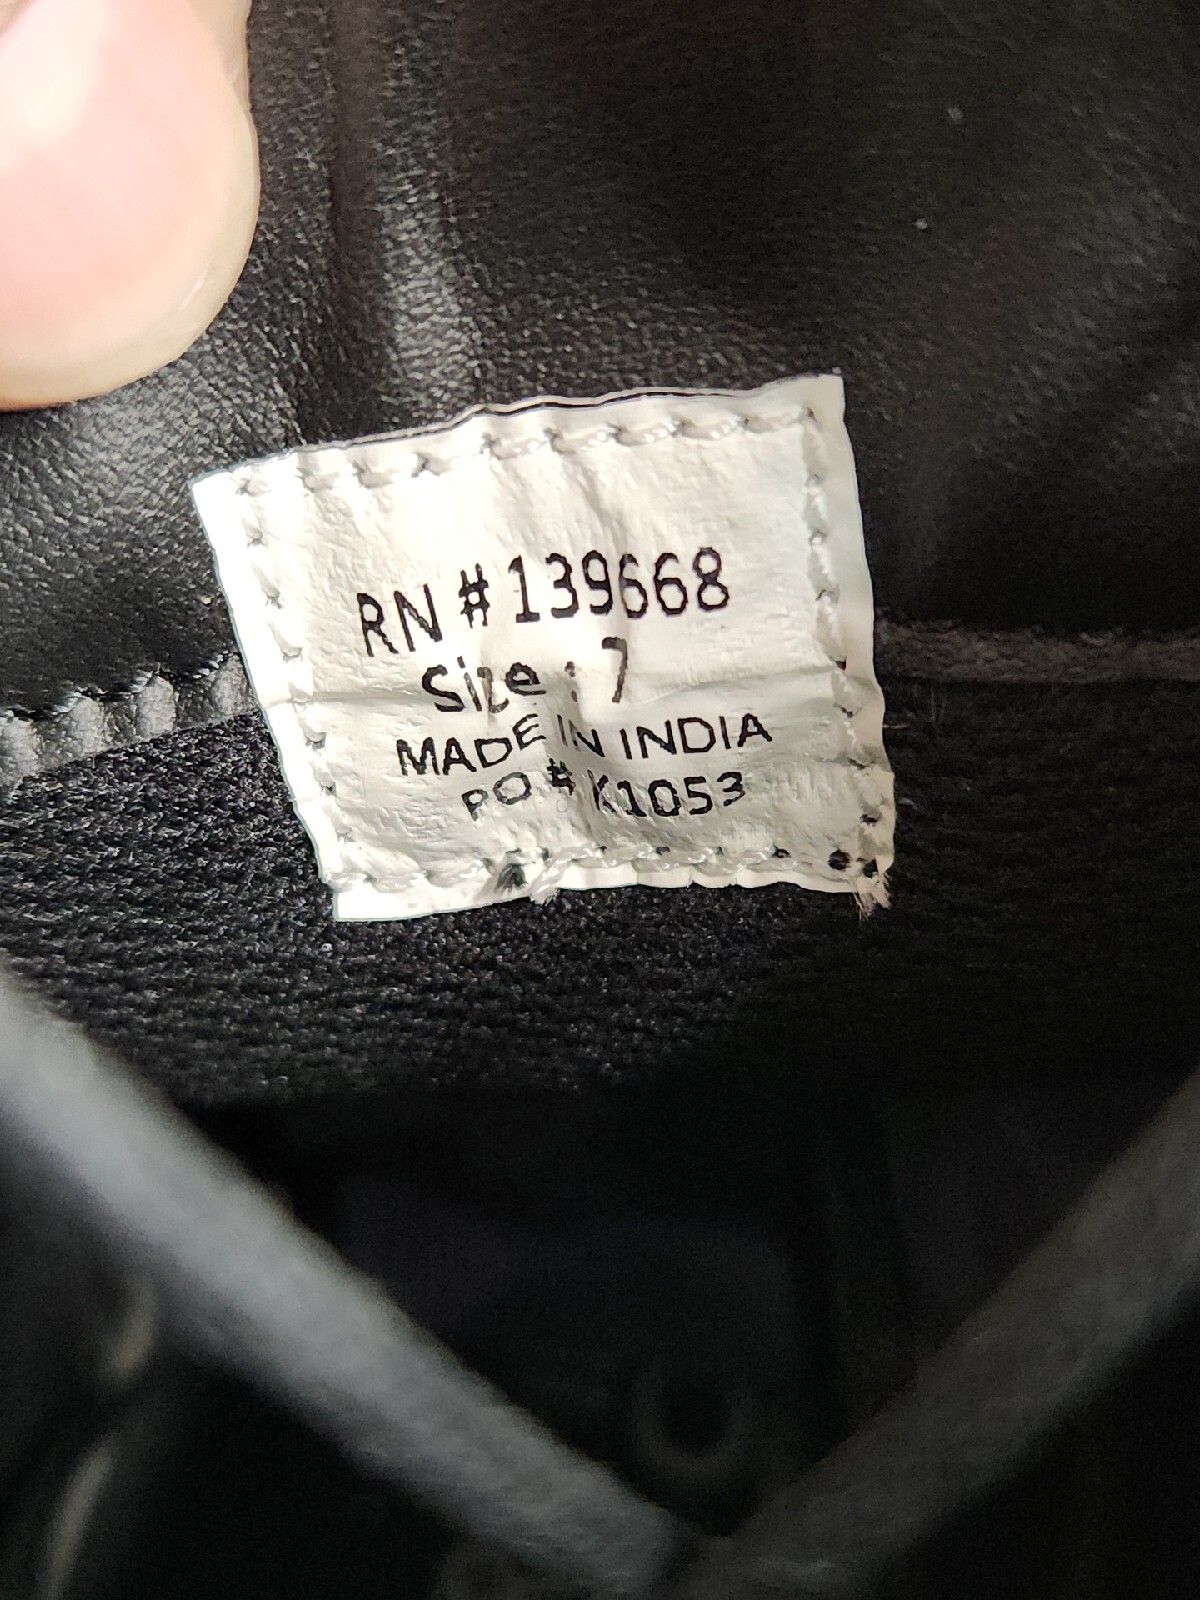 RN # 139668
Size : 7
MADE IN INDIA
PO # K1053